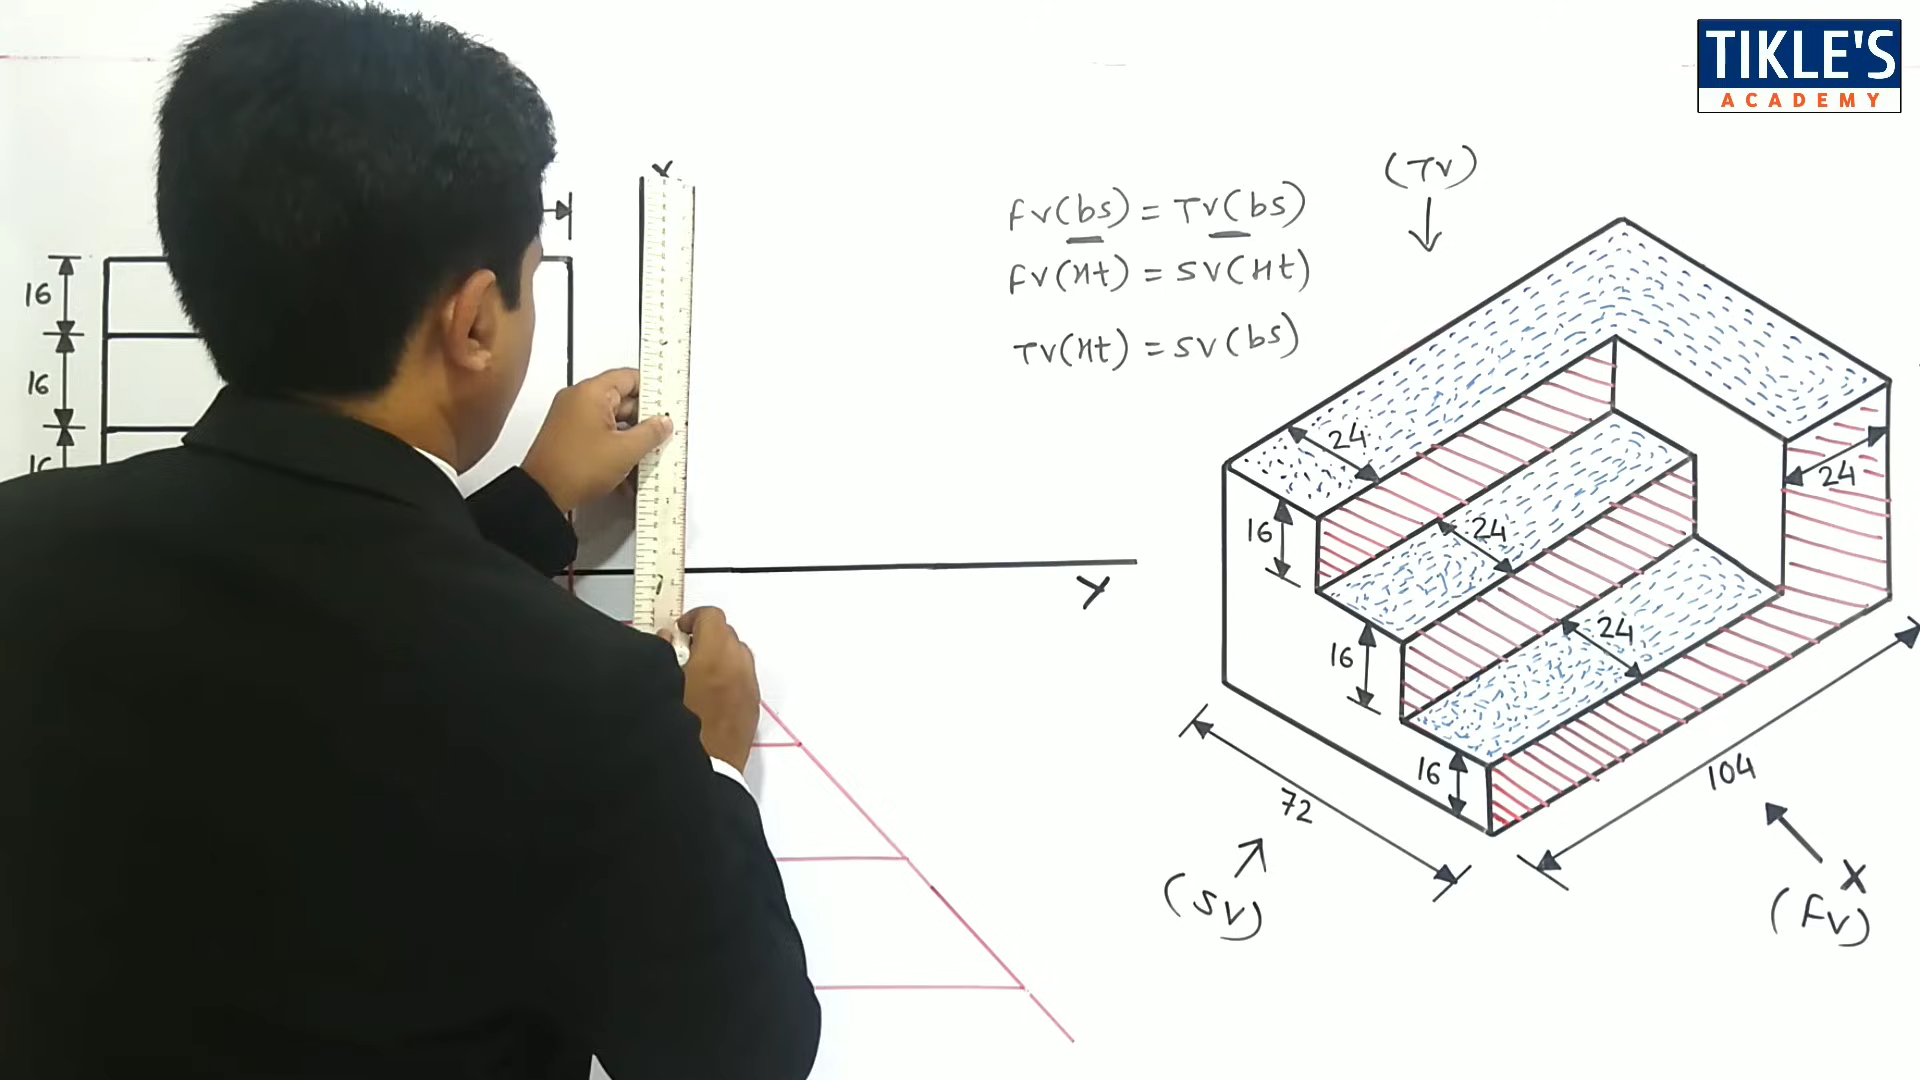 TIKLE'S
ACADEMY
(TV)
FV(bs) = TV(bs)
FV(Ht) = SV(Ht)
TV(Ht) = SV(bs)
16
16
16
Y
24
24
24
24
16
16
16
72
104
(SV)
X
(FV)